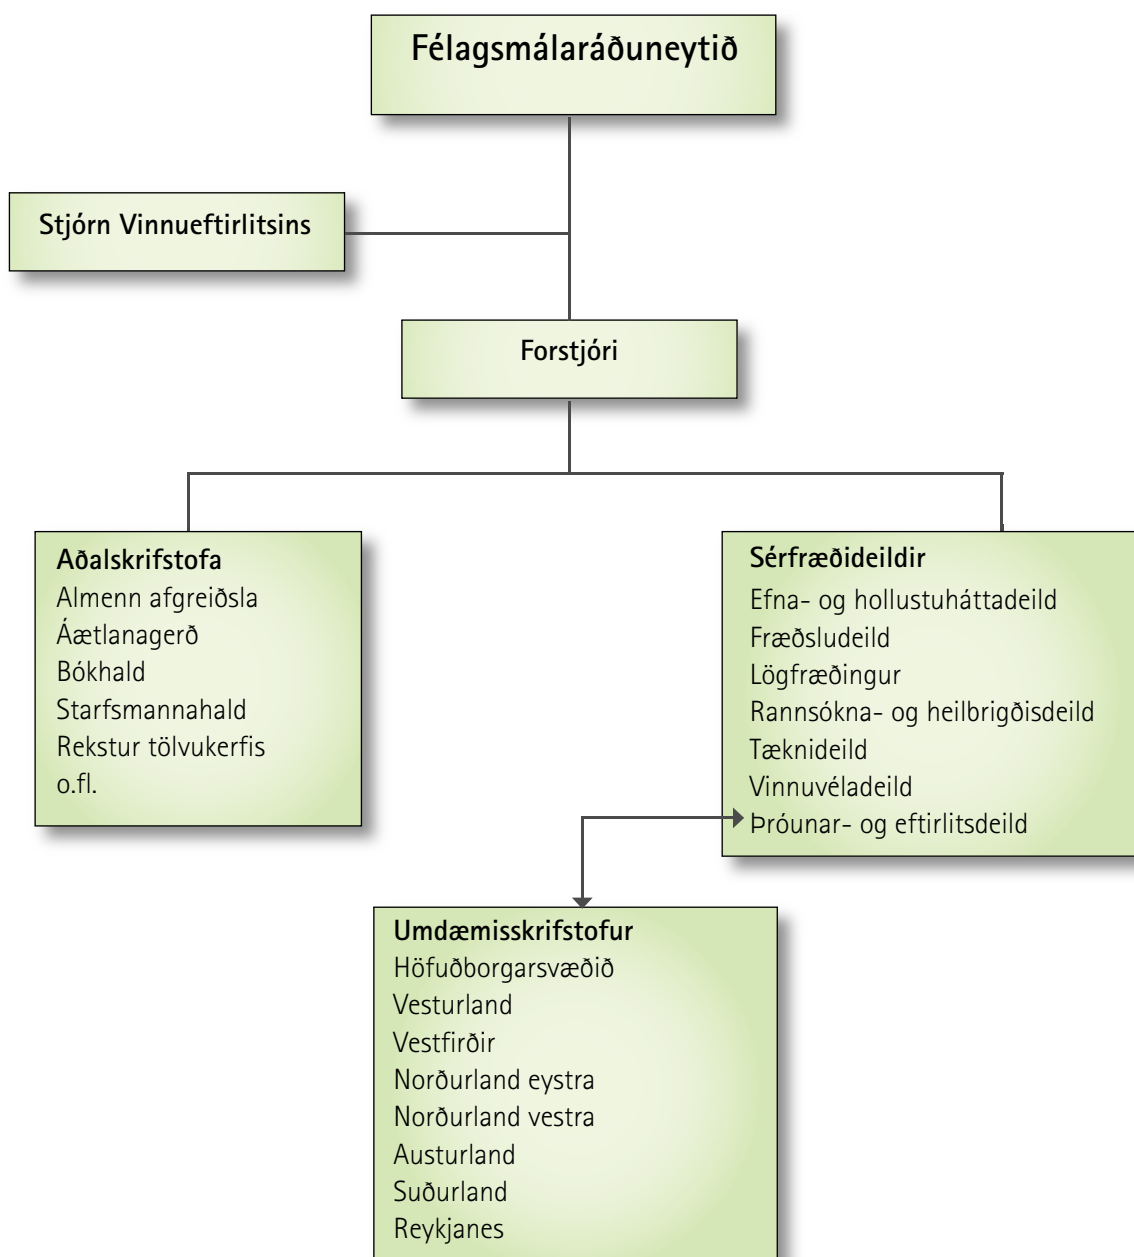 Félagsmálaráðuneytið
Stjórn Vinnueftirlitsins
Forstjóri
Aðalskrifstofa
Almenn afgreiðsla
Áætlanagerð
Bókhald
Starfsmannahald
Rekstur tölvukerfis
o.fl.
Sérfræðideildir
Efna- og hollustuháttadeild
Fræðsludeild
Lögfræðingur
Rannsókna- og heilbrigðisdeild
Tæknideild
Vinnuvéladeild
Þróunar- og eftirlitsdeild
Umdæmisskrifstofur
Höfuðborgarsvæðið
Vesturland
Vestfirðir
Norðurland eystra
Norðurland vestra
Austurland
Suðurland
Reykjanes